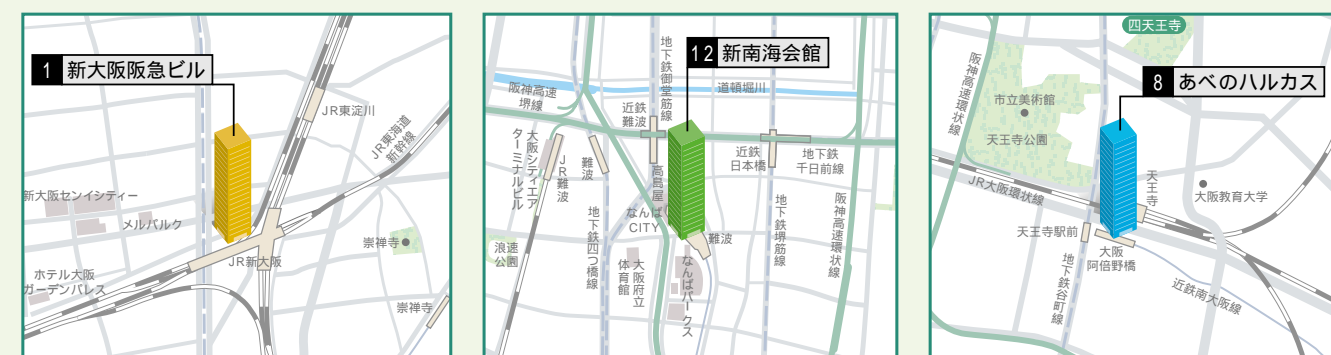 1 新大阪阪急ビル
JR東淀川
JR東海道
新幹線
新大阪センイシティー
メルパルク
JR新大阪
崇禅寺
ホテル大阪
ガーデンパレス
崇禅寺
12 新南海会館
地下鉄御堂筋線
阪神高速
堺線
道頓堀川
近鉄
難波
大阪シティエア
ターミナルビル
JR難波
難波
高島屋
近鉄
日本橋
地下鉄
千日前線
なんば
CITY
難波
地下鉄四つ橋線
地下鉄堺筋線
阪神高速環状線
浪速
公園
大阪府立
体育館
なんばパークス
四天王寺
8 あべのハルカス
阪神高速環状線
市立美術館
天王寺公園
JR大阪環状線
天王寺
大阪教育大学
天王寺駅前
大阪
阿倍野橋
地下鉄谷町線
近鉄南大阪線